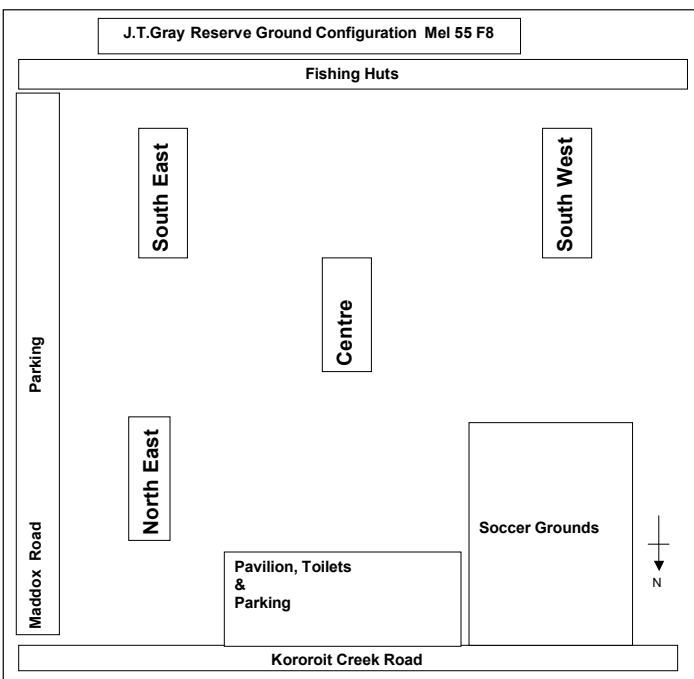 J.T.Gray Reserve Ground Configuration Mel 55 F8
Fishing Huts
South East
South West
Centre
Parking
North East
Maddox Road
Soccer Grounds
N
Pavilion, Toilets
&
Parking
Kororoit Creek Road